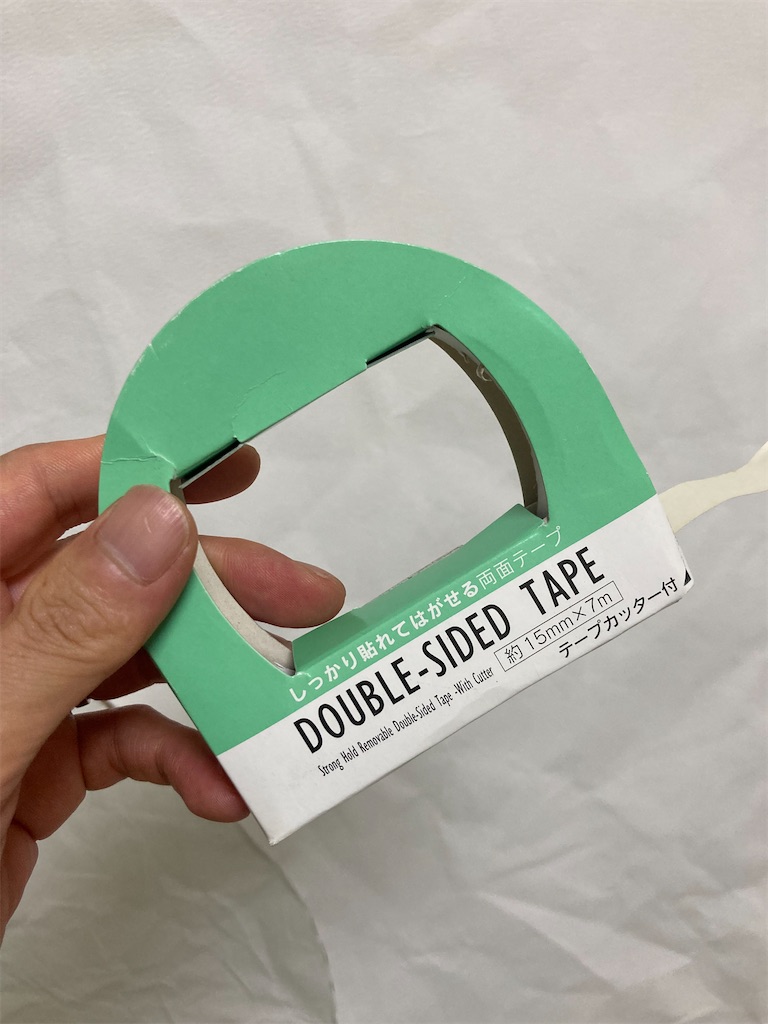 しっかり貼れてはがせる両面テープ
DOUBLE-SIDED TAPE
約15mm×7m
Strong Hold Removable Double-Sided Tape -With Cutter
テープカッター付